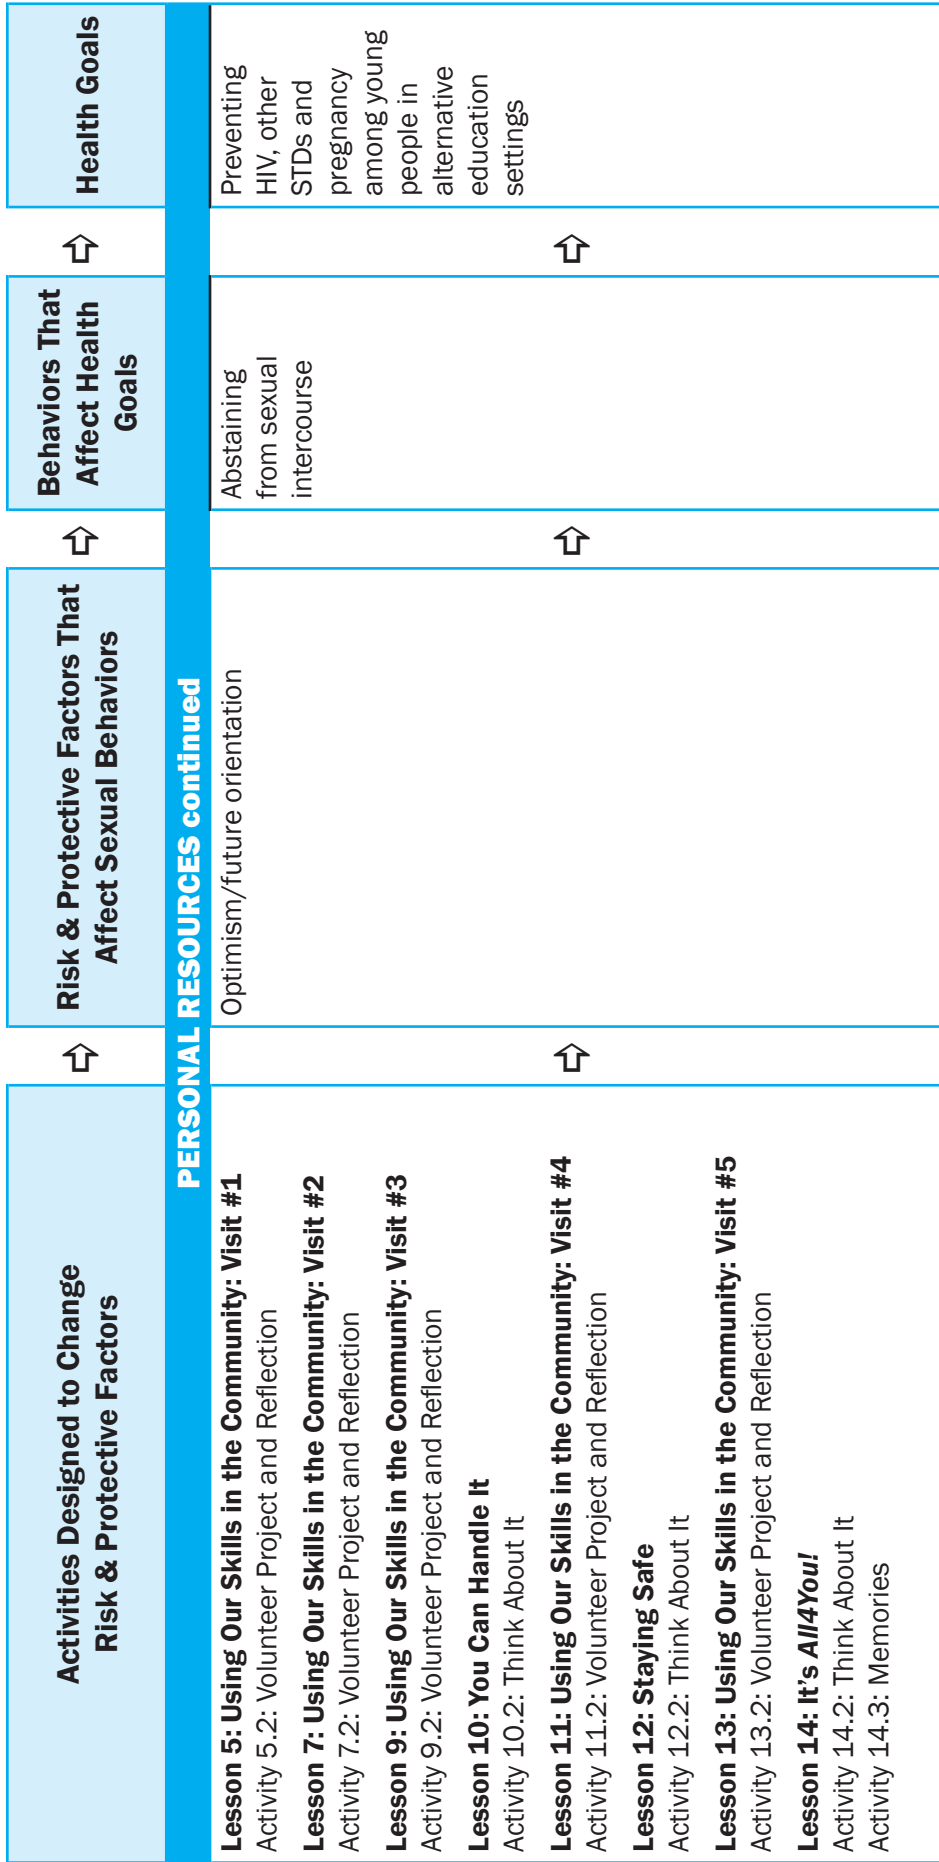 Activities Designed to Change
Risk & Protective Factors
⇨
Risk & Protective Factors That
Affect Sexual Behaviors
⇨
Behaviors That
Affect Health
Goals
⇨
Health Goals
PERSONAL RESOURCES continued
Lesson 5: Using Our Skills in the Community: Visit #1
Activity 5.2: Volunteer Project and Reflection
Lesson 7: Using Our Skills in the Community: Visit #2
Activity 7.2: Volunteer Project and Reflection
Lesson 9: Using Our Skills in the Community: Visit #3
Activity 9.2: Volunteer Project and Reflection
Lesson 10: You Can Handle It
Activity 10.2: Think About It
Lesson 11: Using Our Skills in the Community: Visit #4
Activity 11.2: Volunteer Project and Reflection
Lesson 12: Staying Safe
Activity 12.2: Think About It
Lesson 13: Using Our Skills in the Community: Visit #5
Activity 13.2: Volunteer Project and Reflection
Lesson 14: It's All4You!
Activity 14.2: Think About It
Activity 14.3: Memories
⇨
Optimism/future orientation
⇨
Abstaining
from sexual
intercourse
⇨
Preventing
HIV, other
STDs and
pregnancy
among young
people in
alternative
education
settings